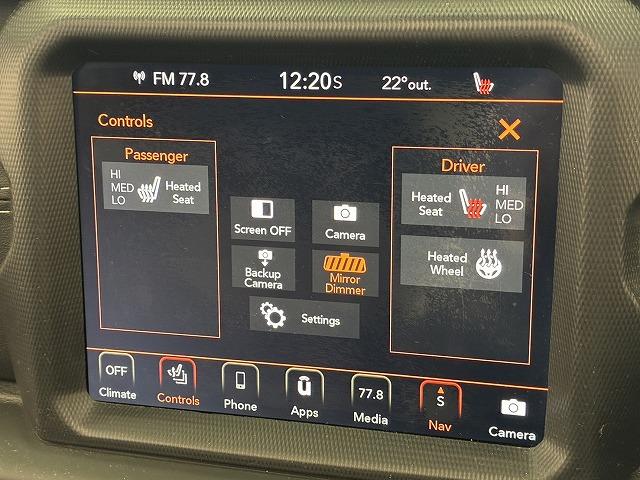 FM 77.8 12:20S 22°out.
Controls
Passenger
HI
MED
LO
Heated
Seat
Screen OFF
Camera
Backup
Camera
Mirror
Dimmer
Settings
Driver
Heated
Seat
HI
MED
LO
Heated
Wheel
OFF
Climate
Controls
Phone
Apps
77.8
Media
S
Nav
Camera